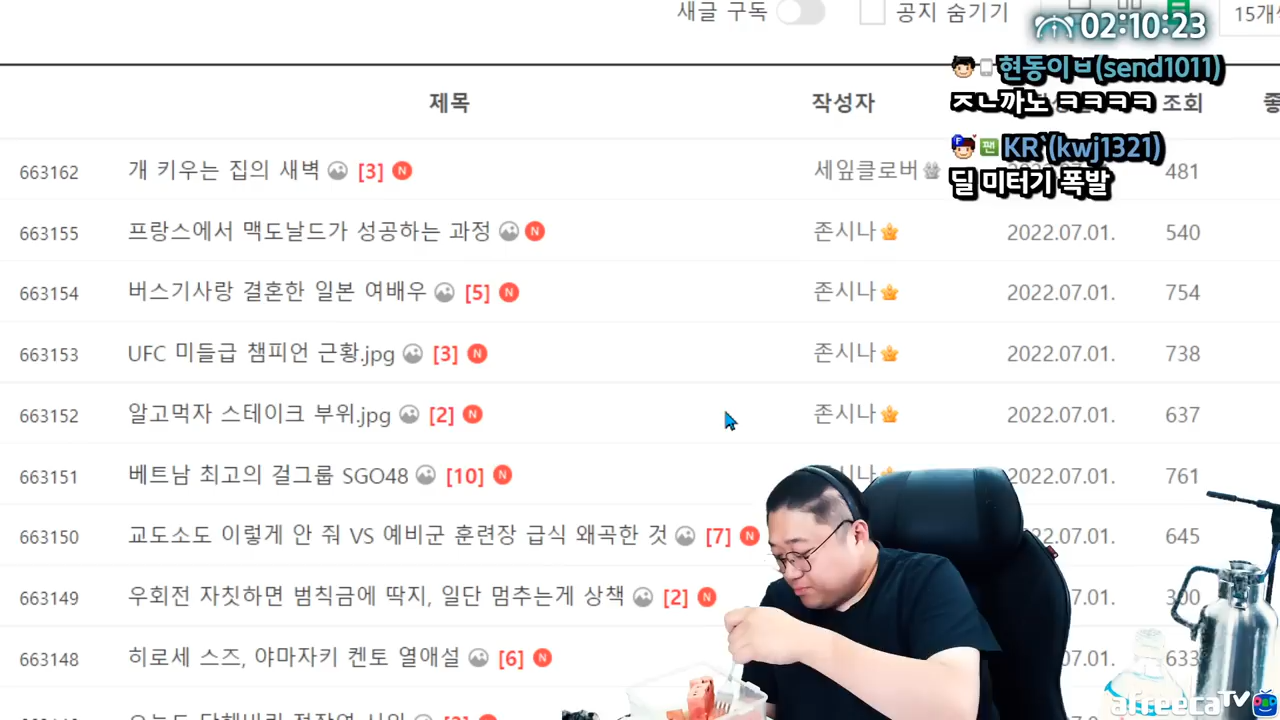 새글 구독 공지 숨기기 15개
02:10:23
현동이ㅂ(send1011)
ㅈㄴ까노 ㅋㅋㅋㅋ
KR`(kwj1321)
딜 미터기 폭발
제목 작성자 조회
663162 개 키우는 집의 새벽 [3] N 세잎클로버 481
663155 프랑스에서 맥도날드가 성공하는 과정 N 존시나 2022.07.01. 540
663154 버스기사랑 결혼한 일본 여배우 [5] N 존시나 2022.07.01. 754
663153 UFC 미들급 챔피언 근황.jpg [3] N 존시나 2022.07.01. 738
663152 알고먹자 스테이크 부위.jpg [2] N 존시나 2022.07.01. 637
663151 베트남 최고의 걸그룹 SGO48 [10] N 2022.07.01. 761
663150 교도소도 이렇게 안 줘 VS 예비군 훈련장 급식 왜곡한 것 [7] N 22.07.01. 645
663149 우회전 자칫하면 범칙금에 딱지, 일단 멈추는게 상책 [2] N 7.01. 300
663148 히로세 스즈, 야마자키 켄토 열애설 [6] N 07.01. 633
afreecaTV